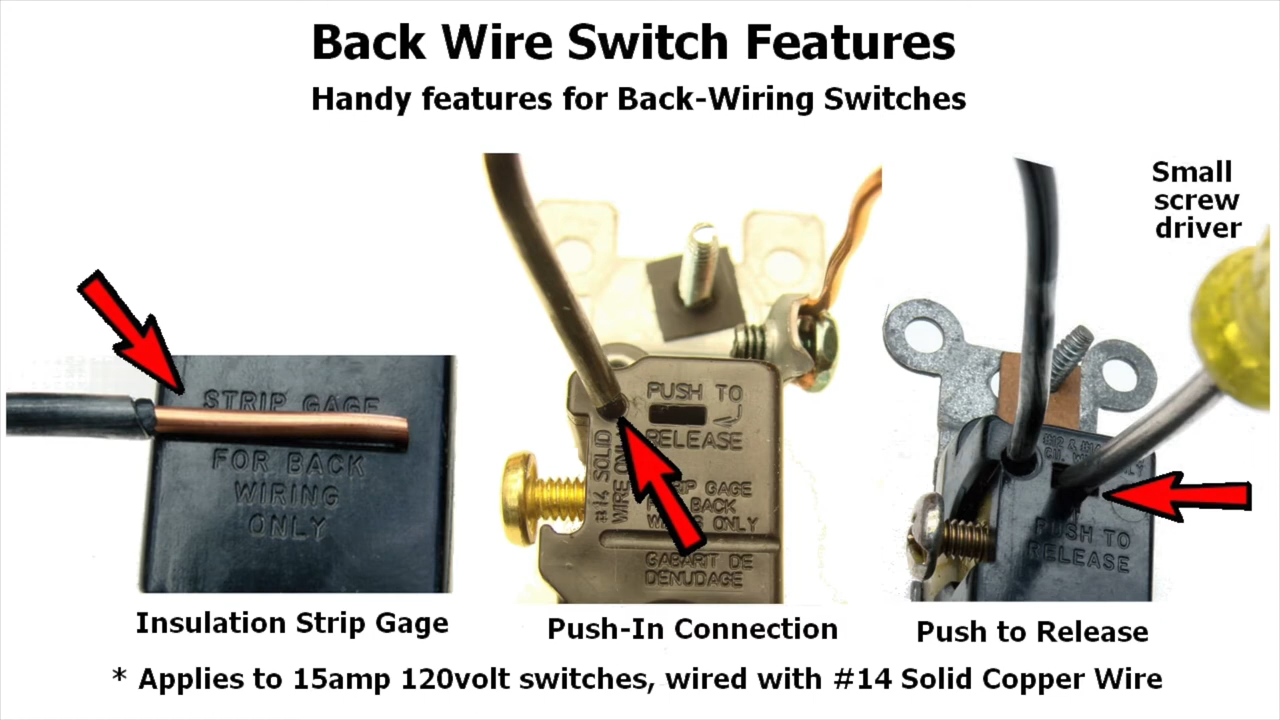 Back Wire Switch Features
Handy features for Back-Wiring Switches
Small
screw
driver
STRIP GAGE
FOR BACK
WIRING
ONLY
PUSH TO
RELEASE
#14 SOLID
WIRE
GAGE
BACK
ONLY
GABARIT DE
DENUDAGE
PUSH TO
RELEASE
Insulation Strip Gage
Push-In Connection
Push to Release
* Applies to 15amp 120volt switches, wired with #14 Solid Copper Wire